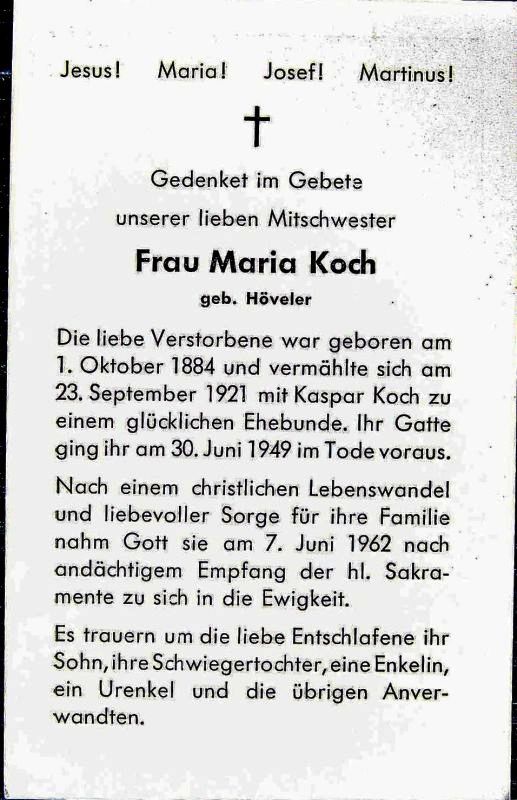 Jesus! Maria! Josef! Martinus!
Gedenket im Gebete
unserer lieben Mitschwester
Frau Maria Koch
geb. Höveler
Die liebe Verstorbene war geboren am
1. Oktober 1884 und vermählte sich am
23. September 1921 mit Kaspar Koch zu
einem glücklichen Ehebunde. Ihr Gatte
ging ihr am 30. Juni 1949 im Tode voraus.
Nach einem christlichen Lebenswandel
und liebevoller Sorge für ihre Familie
nahm Gott sie am 7. Juni 1962 nach
andächtigem Empfang der hl. Sakra-
mente zu sich in die Ewigkeit.
Es trauern um die liebe Entschlafene ihr
Sohn, ihre Schwiegertochter, eine Enkelin,
ein Urenkel und die übrigen Anver-
wandten.